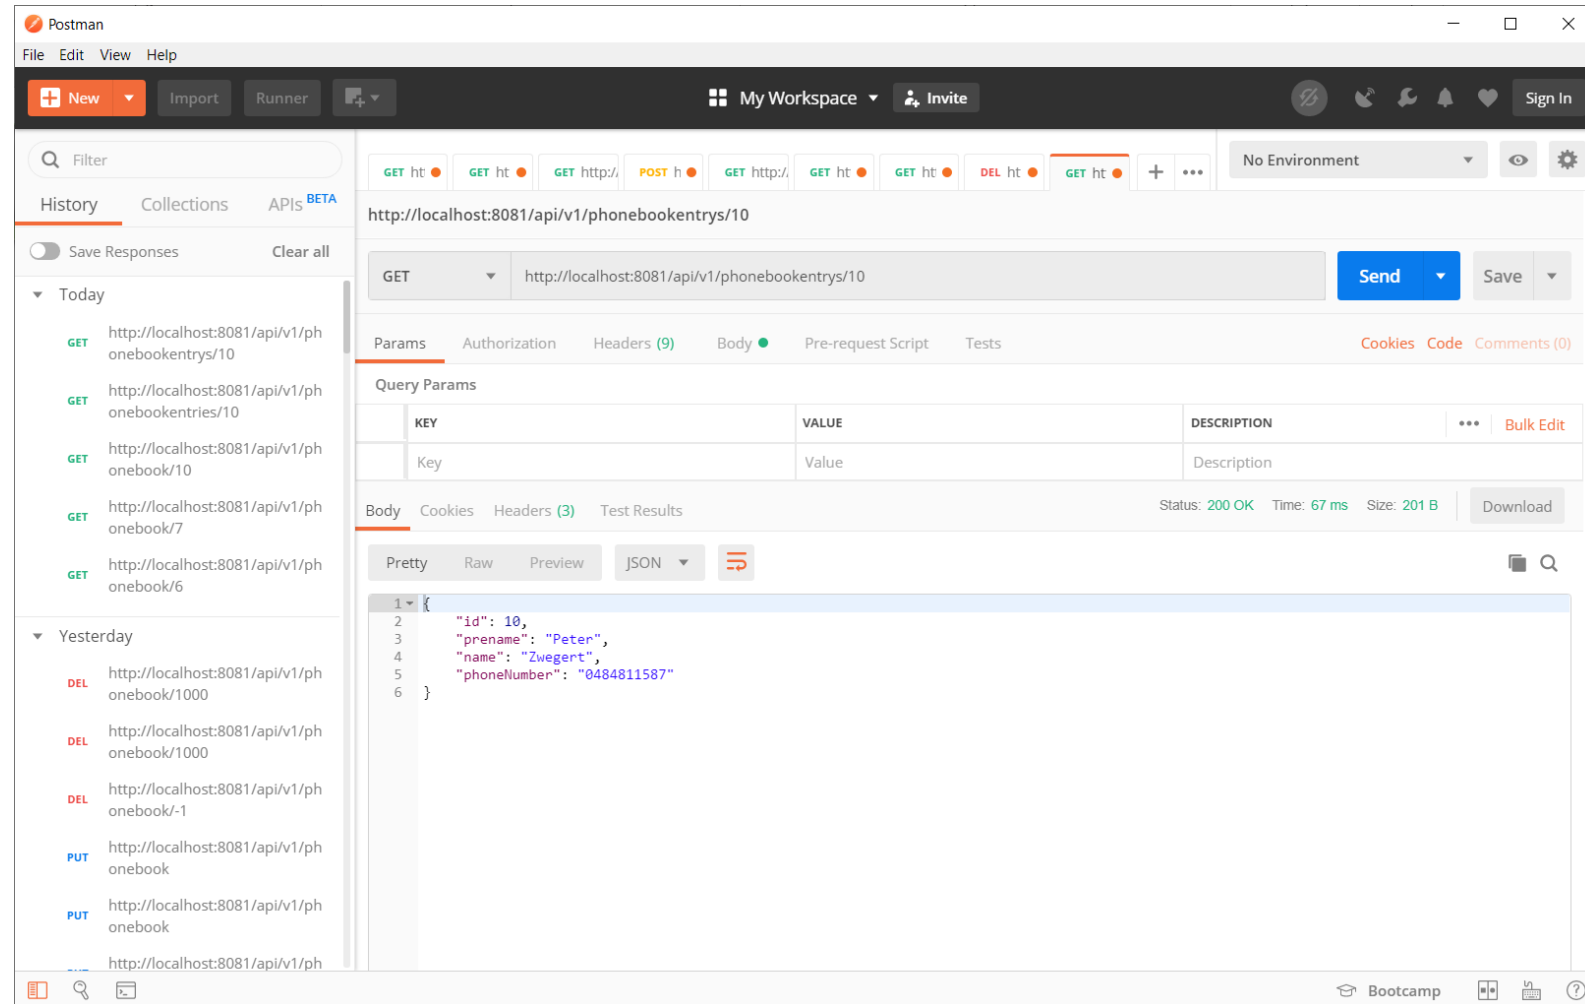 Postman
File Edit View Help
New Import Runner My Workspace Invite Sign In
Filter
History Collections APIs BETA
Save Responses Clear all
Today
GET http://localhost:8081/api/v1/ph
onebookentrys/10
GET http://localhost:8081/api/v1/ph
onebookentries/10
GET http://localhost:8081/api/v1/ph
onebook/10
GET http://localhost:8081/api/v1/ph
onebook/7
GET http://localhost:8081/api/v1/ph
onebook/6
Yesterday
DEL http://localhost:8081/api/v1/ph
onebook/1000
DEL http://localhost:8081/api/v1/ph
onebook/1000
DEL http://localhost:8081/api/v1/ph
onebook/-1
PUT http://localhost:8081/api/v1/ph
onebook
PUT http://localhost:8081/api/v1/ph
onebook
http://localhost:8081/api/v1/ph
GET ht GET ht GET http:/ POST h GET http:/ GET ht GET ht DEL ht GET ht No Environment
http://localhost:8081/api/v1/phonebookentrys/10
GET http://localhost:8081/api/v1/phonebookentrys/10 Send Save
Params Authorization Headers (9) Body Pre-request Script Tests Cookies Code Comments (0)
Query Params
KEY VALUE DESCRIPTION Bulk Edit
Key Value Description
Body Cookies Headers (3) Test Results Status: 200 OK Time: 67 ms Size: 201 B Download
Pretty Raw Preview JSON
1 {
2 "id": 10,
3 "prename": "Peter",
4 "name": "Zwegert",
5 "phoneNumber": "0484811587"
6 }
Bootcamp